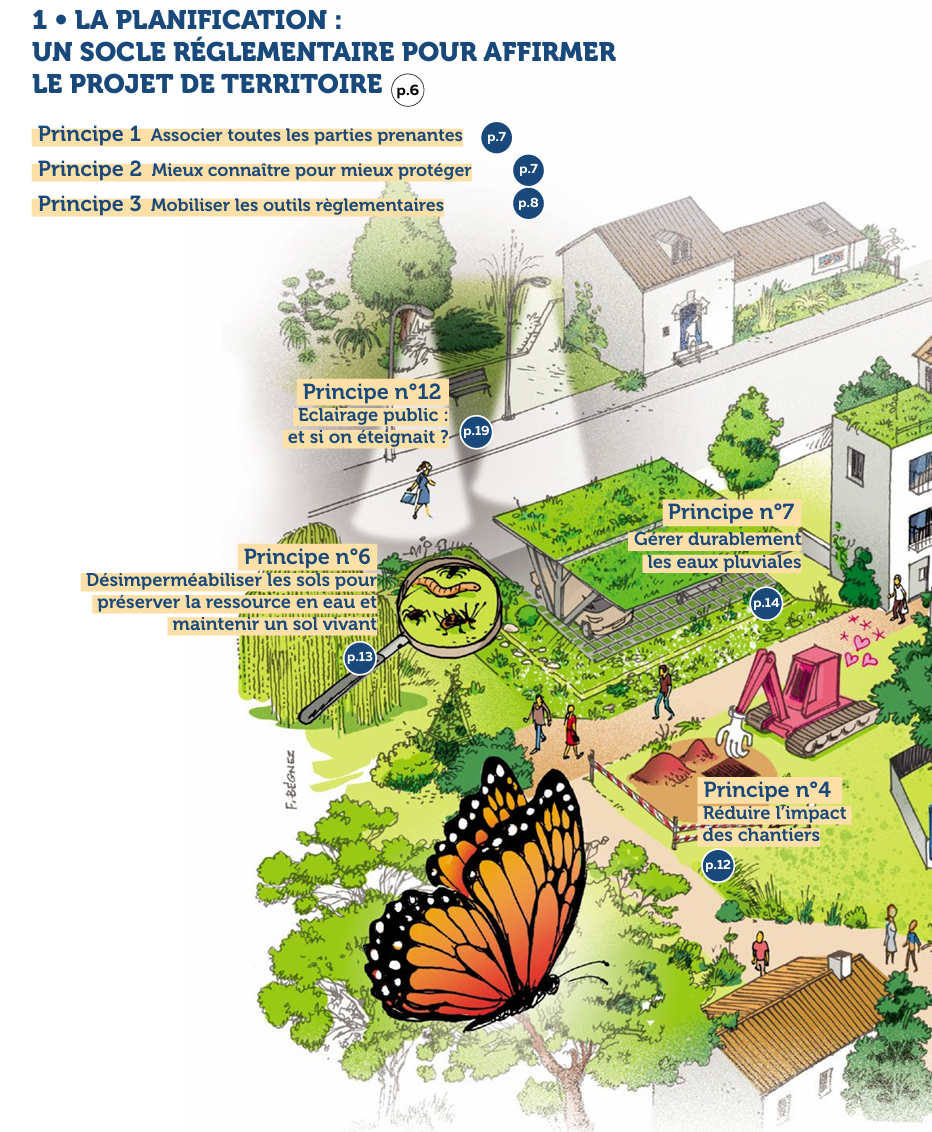 1 • LA PLANIFICATION :
UN SOCLE RÉGLEMENTAIRE POUR AFFIRMER
LE PROJET DE TERRITOIRE p.6
Principe 1 Associer toutes les parties prenantes p.7
Principe 2 Mieux connaître pour mieux protéger p.7
Principe 3 Mobiliser les outils règlementaires p.8
Principe n°12
Eclairage public :
et si on éteignait ? p.19
Principe n°7
Gérer durablement
les eaux pluviales
p.14
Principe n°6
Désimperméabiliser les sols pour
préserver la ressource en eau et
maintenir un sol vivant
p.13
F. BÉGNEZ
Principe n°4
Réduire l'impact
des chantiers
p.12